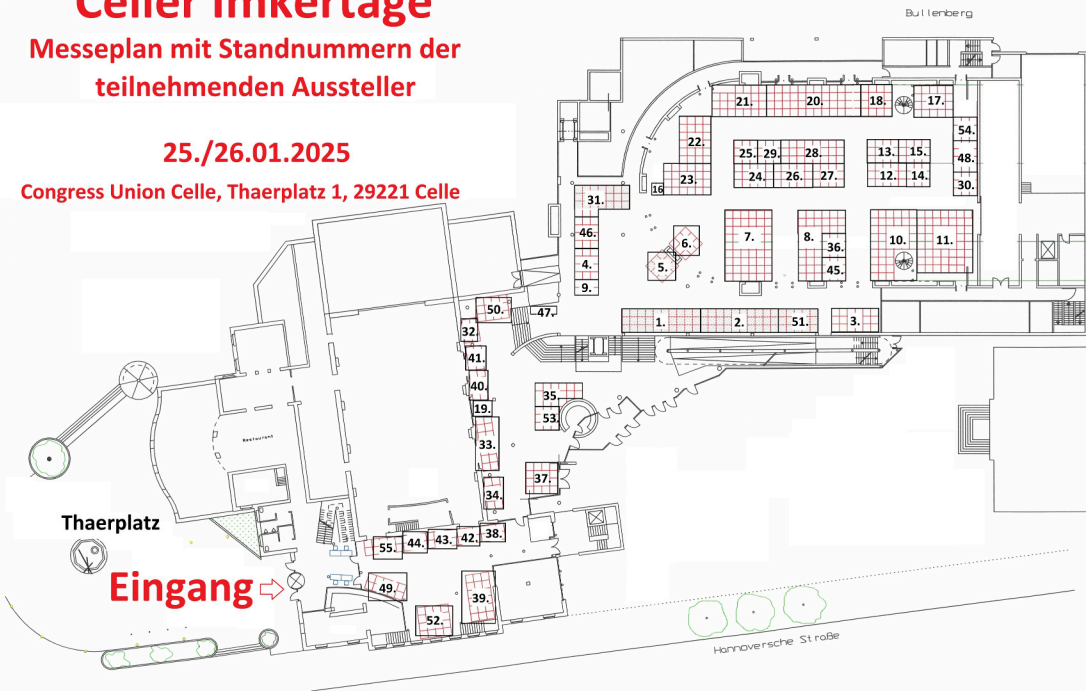 Celler Imkertage
Messeplan mit Standnummern der
teilnehmenden Aussteller
25./26.01.2025
Congress Union Celle, Thaerplatz 1, 29221 Celle
Bullenberg
21. 20. 18. 17.
22. 54.
25. 29. 28. 13. 15.
48.
23. 24. 26. 27. 12. 14.
16 30.
31.
46. 6. 7. 8. 36. 10. 11.
4. 5. 45.
9.
50. 47.
1. 2. 51. 3.
32.
41.
40. 35.
19. 53.
33.
Restaurant
37.
34.
Thaerplatz
55. 44. 43. 42. 38.
Eingang
49. 39.
52.
Hannoversche Straße